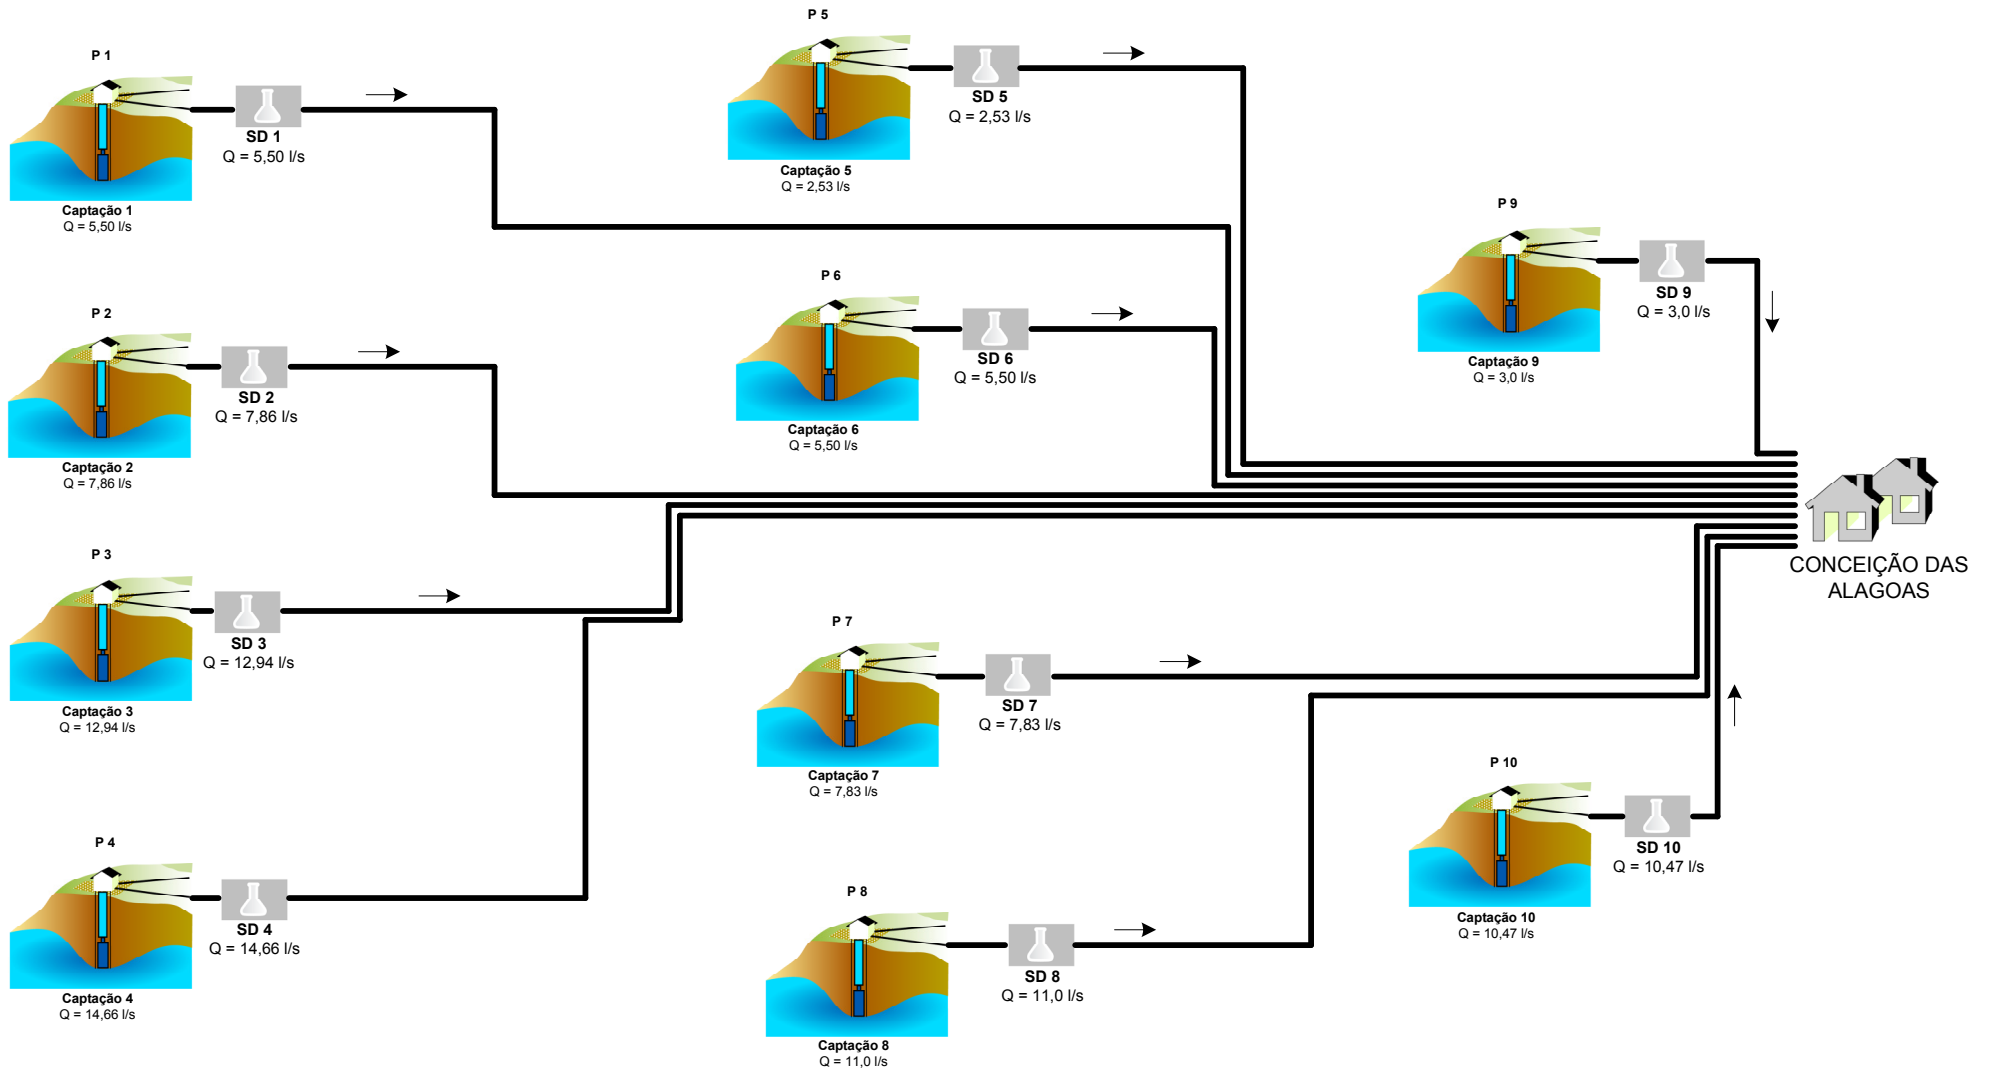 P 1
SD 1
Q = 5,50 l/s
Captação 1
Q = 5,50 l/s
P 2
SD 2
Q = 7,86 l/s
Captação 2
Q = 7,86 l/s
P 3
SD 3
Q = 12,94 l/s
Captação 3
Q = 12,94 l/s
P 4
SD 4
Q = 14,66 l/s
Captação 4
Q = 14,66 l/s
P 5
SD 5
Q = 2,53 l/s
Captação 5
Q = 2,53 l/s
P 6
SD 6
Q = 5,50 l/s
Captação 6
Q = 5,50 l/s
P 7
SD 7
Q = 7,83 l/s
Captação 7
Q = 7,83 l/s
P 8
SD 8
Q = 11,0 l/s
Captação 8
Q = 11,0 l/s
P 9
SD 9
Q = 3,0 l/s
Captação 9
Q = 3,0 l/s
P 10
SD 10
Q = 10,47 l/s
Captação 10
Q = 10,47 l/s
CONCEIÇÃO DAS
ALAGOAS